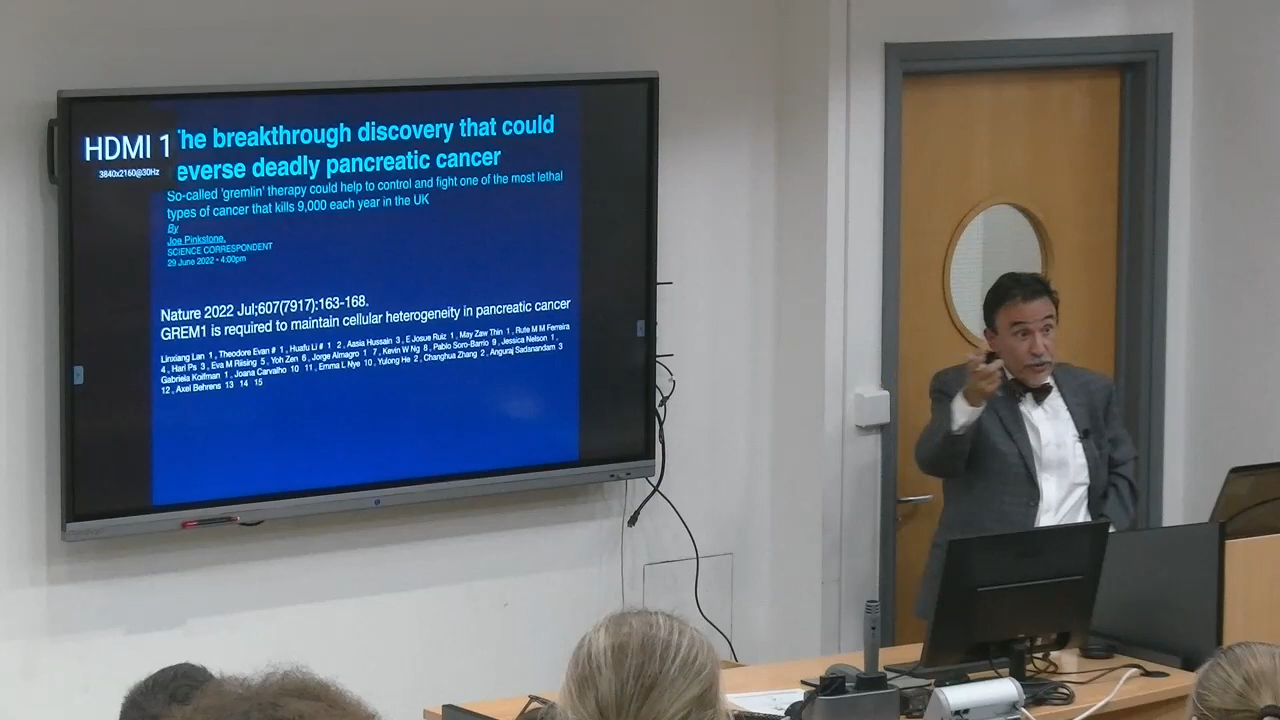 HDMI 1
3840x2160@30Hz
he breakthrough discovery that could
everse deadly pancreatic cancer
So-called 'gremlin' therapy could help to control and fight one of the most lethal
types of cancer that kills 9,000 each year in the UK
By
Joe Pinkstone,
SCIENCE CORRESPONDENT
29 June 2022 • 4:00pm
Nature 2022 Jul;607(7917):163-168.
GREM1 is required to maintain cellular heterogeneity in pancreatic cancer
Linxiang Lan 1 , Theodore Evan # 1 , Huafu Li # 1 2 , Aasia Hussain 3 , E Josue Ruiz 1 , May Zaw Thin 1 , Rute M M Ferreira
4 , Hari Ps 3 , Eva M Riising 5 , Yoh Zen 6 , Jorge Almagro 1 7 , Kevin W Ng 8 , Pablo Soro-Barrio 9 , Jessica Nelson 1 ,
Gabriela Koifman 1 , Joana Carvalho 10 11 , Emma L Nye 10 , Yulong He 2 , Changhua Zhang 2 , Anguraj Sadanandam 3
12 , Axel Behrens 13 14 15